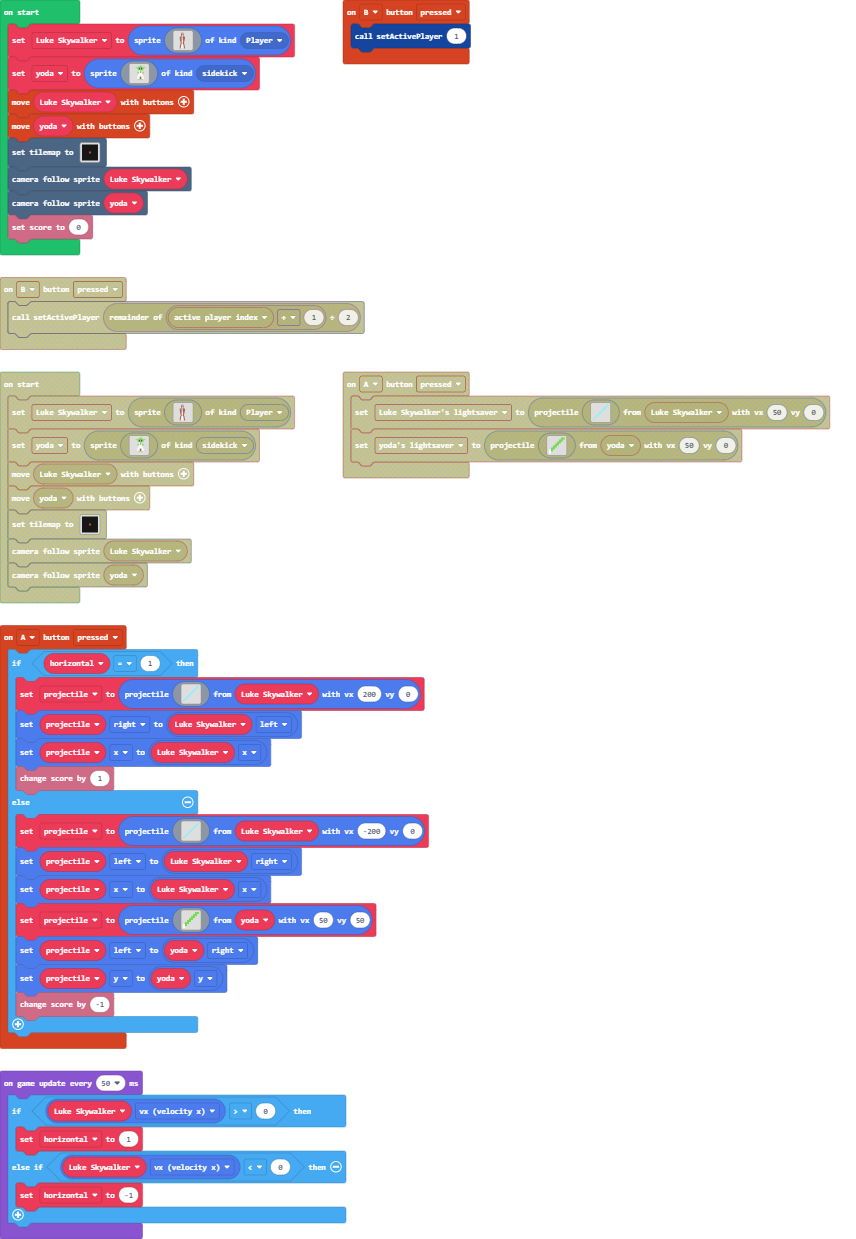 on start
set Luke Skywalker to sprite of kind Player
set yoda to sprite of kind sidekick
move Luke Skywalker with buttons
move yoda with buttons
set tilemap to
camera follow sprite Luke Skywalker
camera follow sprite yoda
set score to 0
on B button pressed
call setActivePlayer 1
on B button pressed
call setActivePlayer remainder of active player index + 1 ÷ 2
on start
set Luke Skywalker to sprite of kind Player
set yoda to sprite of kind sidekick
move Luke Skywalker with buttons
move yoda with buttons
set tilemap to
camera follow sprite Luke Skywalker
camera follow sprite yoda
on A button pressed
set Luke Skywalker's lightsaver to projectile from Luke Skywalker with vx 50 vy 0
set yoda's lightsaver to projectile from yoda with vx 50 vy 0
on A button pressed
if horizontal = 1 then
set projectile to projectile from Luke Skywalker with vx 200 vy 0
set projectile right to Luke Skywalker left
set projectile x to Luke Skywalker x
change score by 1
else
set projectile to projectile from Luke Skywalker with vx -200 vy 0
set projectile left to Luke Skywalker right
set projectile x to Luke Skywalker x
set projectile to projectile from yoda with vx 50 vy 50
set projectile left to yoda right
set projectile y to yoda y
change score by -1
on game update every 50 ms
if Luke Skywalker vx (velocity x) > 0 then
set horizontal to 1
else if Luke Skywalker vx (velocity x) < 0 then
set horizontal to -1